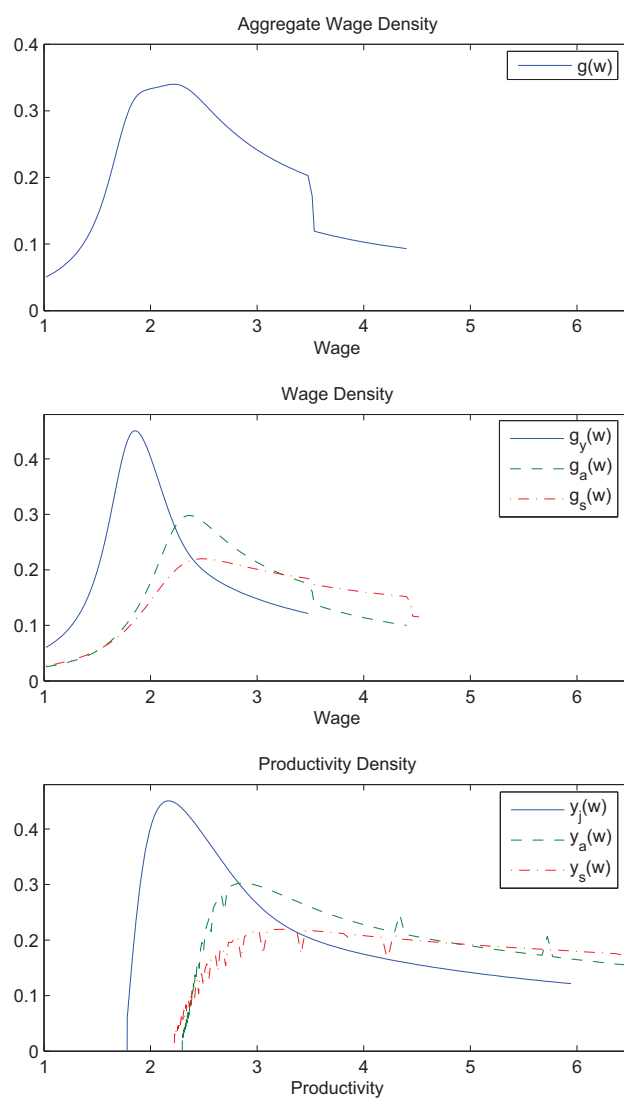 Aggregate Wage Density
g(w)
0.4
0.3
0.2
0.1
0
1 2 3 4 5 6
Wage
Wage Density
g_y(w)
g_a(w)
g_s(w)
0.4
0.3
0.2
0.1
0
1 2 3 4 5 6
Wage
Productivity Density
y_j(w)
y_a(w)
y_s(w)
0.4
0.3
0.2
0.1
0
1 2 3 4 5 6
Productivity